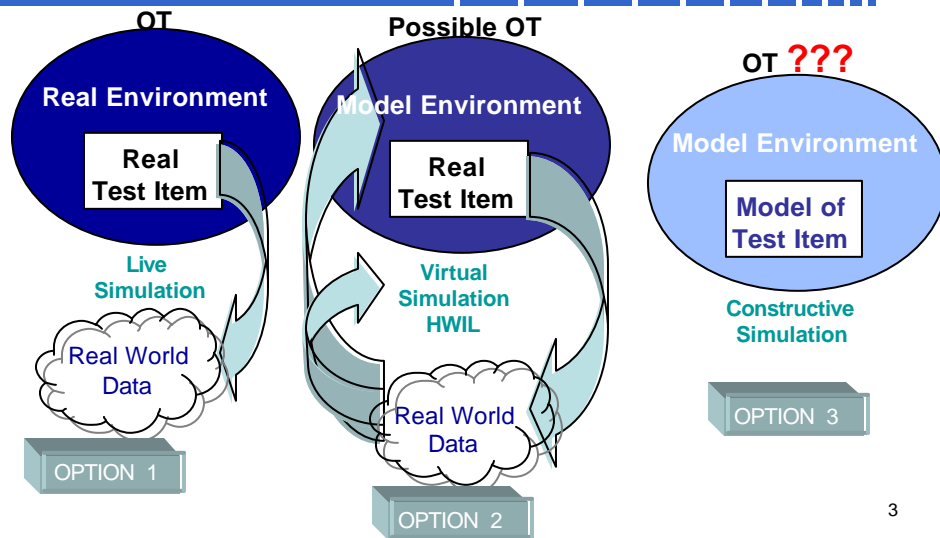 OT
Real Environment
Real
Test Item
Live
Simulation
Real World
Data
OPTION 1
Possible OT
Model Environment
Real
Test Item
Virtual
Simulation
HWIL
Real World
Data
OPTION 2
OT ???
Model Environment
Model of
Test Item
Constructive
Simulation
OPTION 3
3